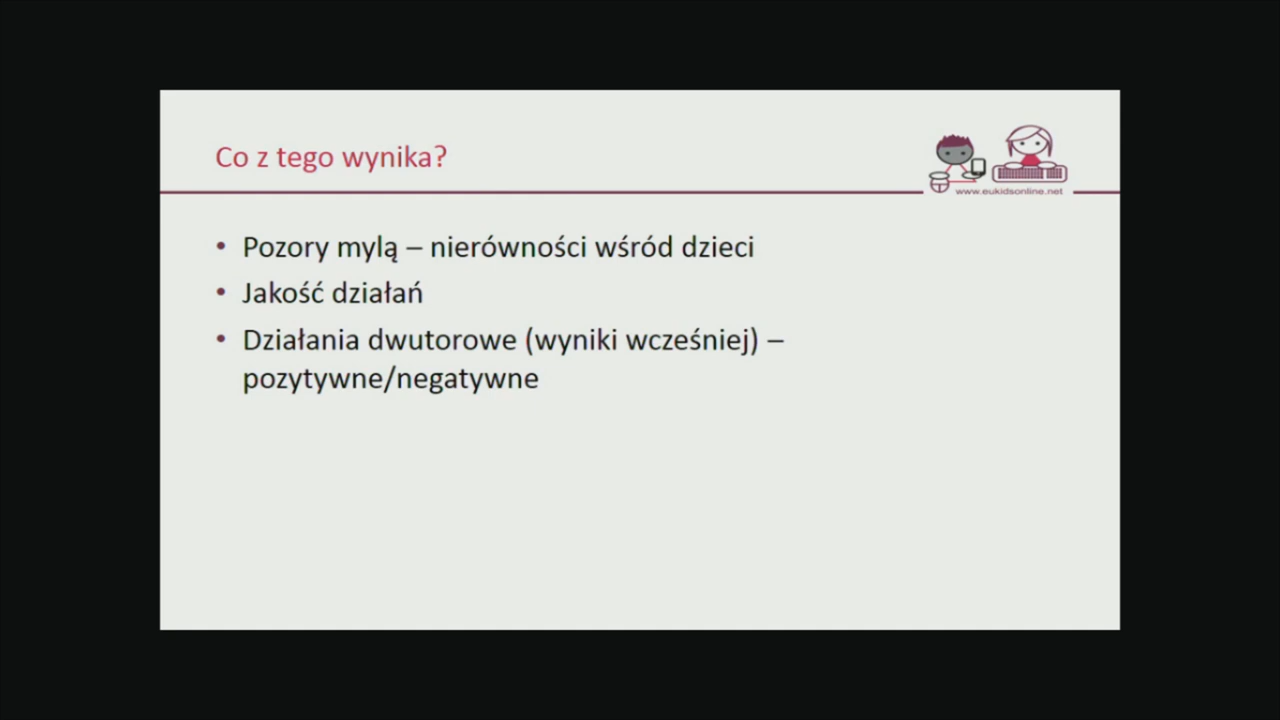 Co z tego wynika?
www.eukidsonline.net
• Pozory mylą – nierówności wśród dzieci
• Jakość działań
• Działania dwutorowe (wyniki wcześniej) –
pozytywne/negatywne